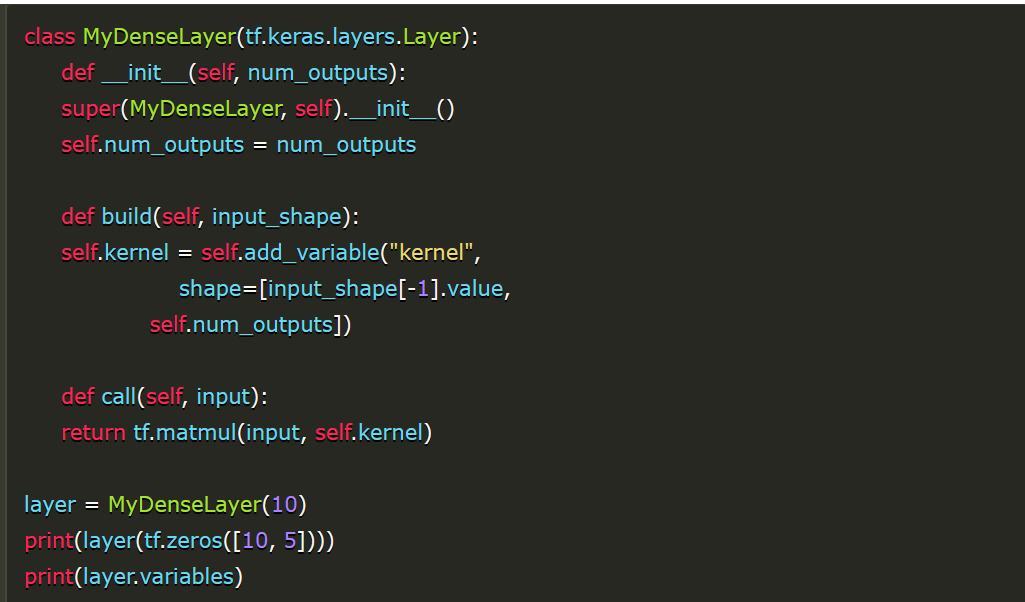 class MyDenseLayer(tf.keras.layers.Layer):
def __init__(self, num_outputs):
super(MyDenseLayer, self).__init__()
self.num_outputs = num_outputs
def build(self, input_shape):
self.kernel = self.add_variable("kernel",
shape=[input_shape[-1].value,
self.num_outputs])
def call(self, input):
return tf.matmul(input, self.kernel)
layer = MyDenseLayer(10)
print(layer(tf.zeros([10, 5])))
print(layer.variables)